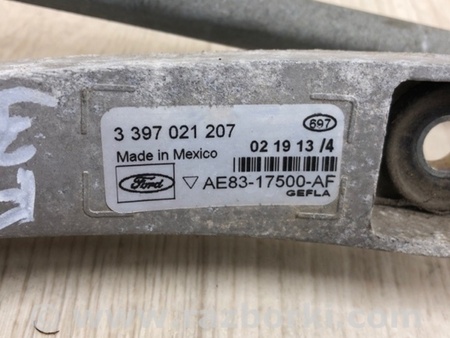 3 397 021 207
697
Made in Mexico
02 19 13 /4
Ford
▽ AE83-17500-AF
GEFLA